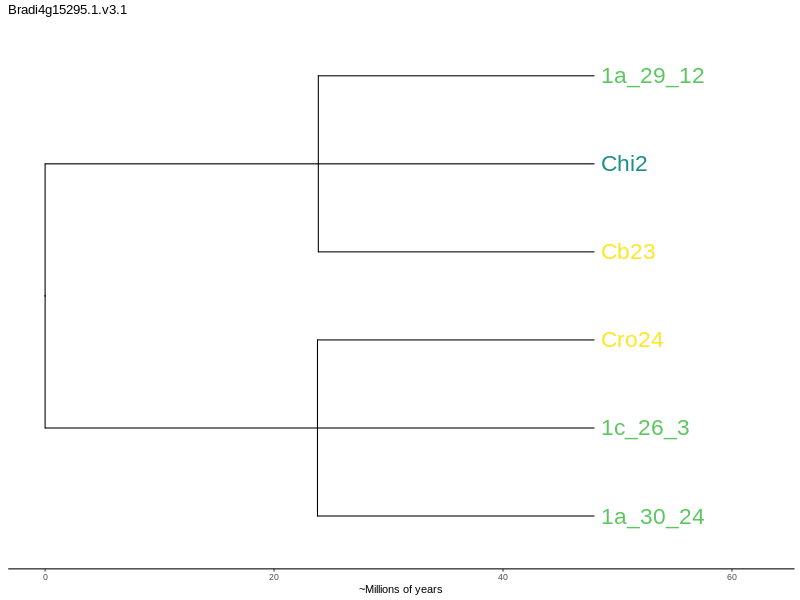 Bradi4g15295.1.v3.1
1a_29_12
Chi2
Cb23
Cro24
1c_26_3
1a_30_24
0 20 40 60
~Millions of years